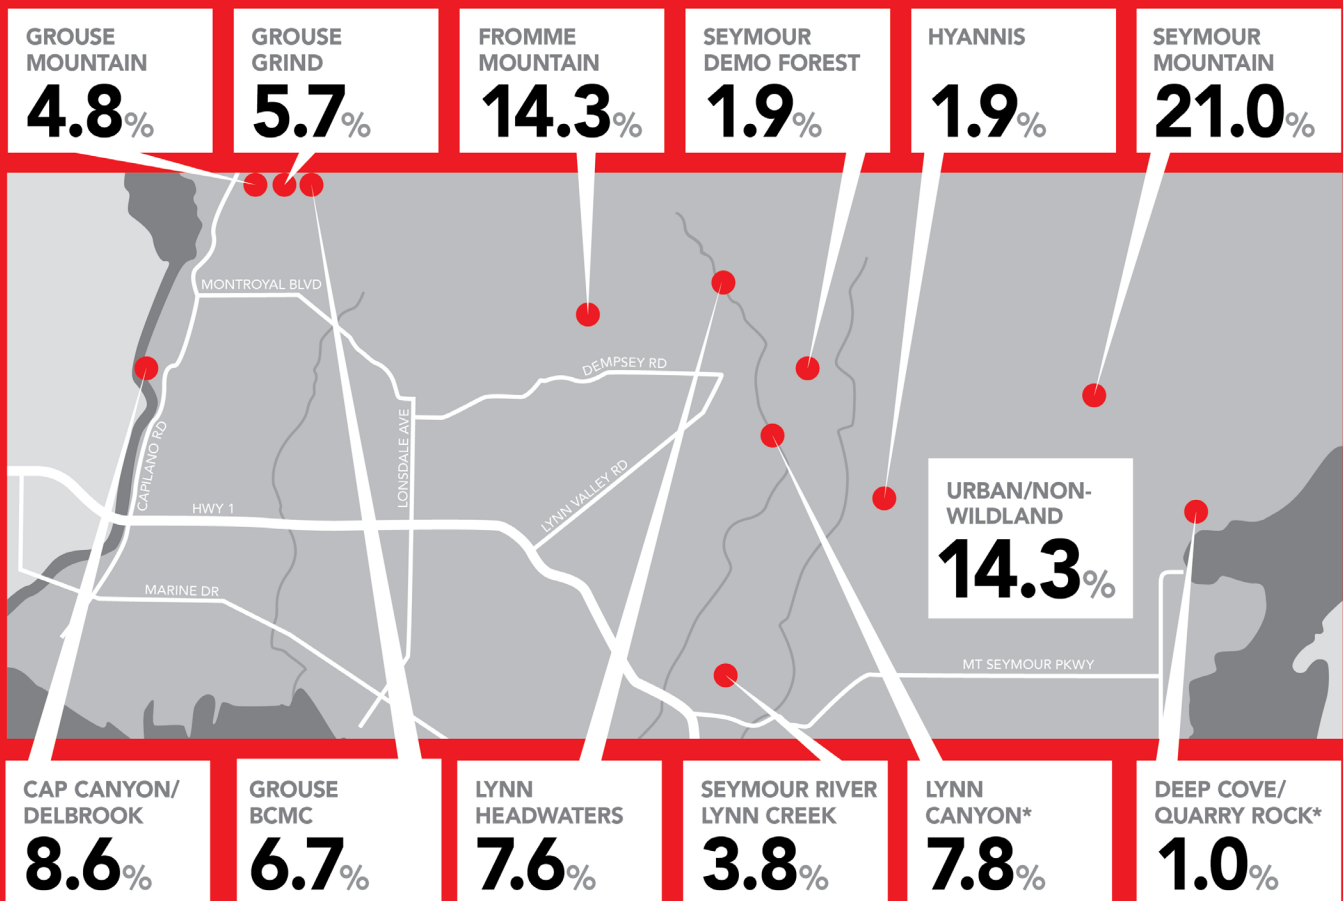 GROUSE
MOUNTAIN
4.8%
GROUSE
GRIND
5.7%
FROMME
MOUNTAIN
14.3%
SEYMOUR
DEMO FOREST
1.9%
HYANNIS
1.9%
SEYMOUR
MOUNTAIN
21.0%
MONTROYAL BLVD
DEMPSEY RD
CAPILANO RD
LONSDALE AVE
LYNN VALLEY RD
HWY 1
MARINE DR
URBAN/NON-
WILDLAND
14.3%
MT SEYMOUR PKWY
CAP CANYON/
DELBROOK
8.6%
GROUSE
BCMC
6.7%
LYNN
HEADWATERS
7.6%
SEYMOUR RIVER
LYNN CREEK
3.8%
LYNN
CANYON*
7.8%
DEEP COVE/
QUARRY ROCK*
1.0%